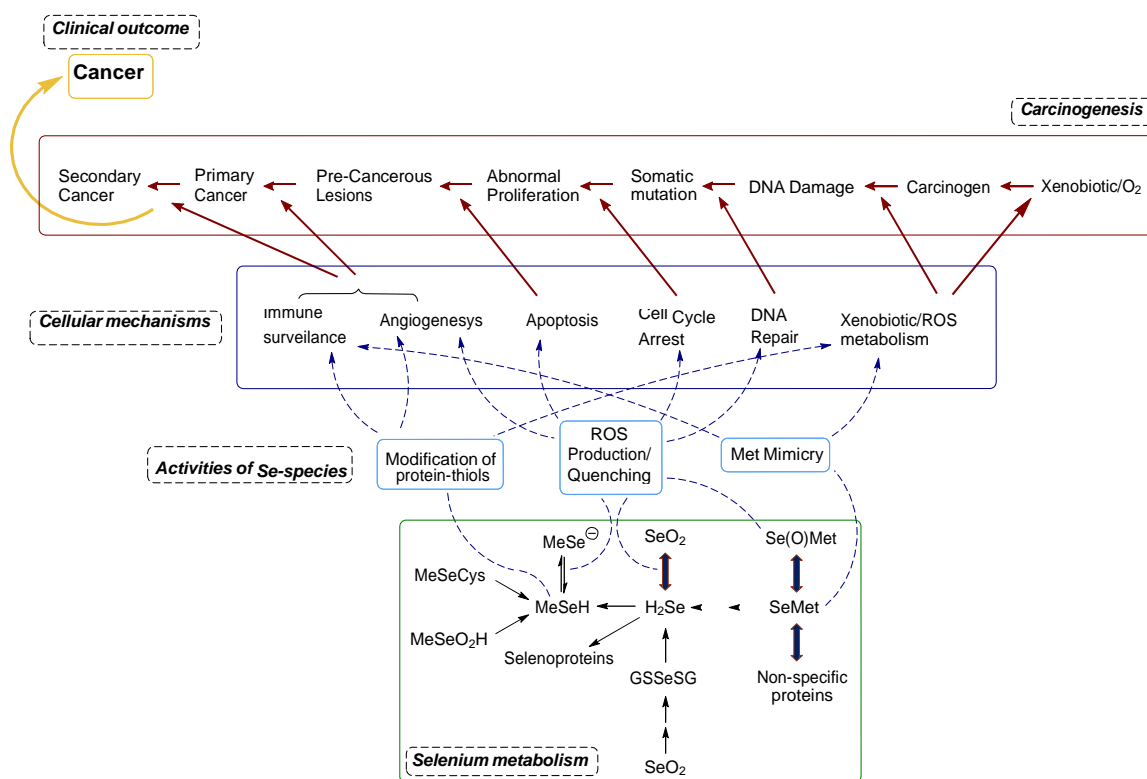 Clinical outcome
Cancer
Carcinogenesis
Secondary
Cancer
Primary
Cancer
Pre-Cancerous
Lesions
Abnormal
Proliferation
Somatic
mutation
DNA Damage
Carcinogen
Xenobiotic/O₂
Cellular mechanisms
Immune
surveilance
Angiogenesys
Apoptosis
Cell Cycle
Arrest
DNA
Repair
Xenobiotic/ROS
metabolism
Activities of Se-species
Modification of
protein-thiols
ROS
Production/
Quenching
Met Mimicry
MeSe⊖
SeO₂
Se(O)Met
MeSeCys
MeSeH
H₂Se
SeMet
MeSeO₂H
Selenoproteins
GSSeSG
Non-specific
proteins
Selenium metabolism
SeO₂